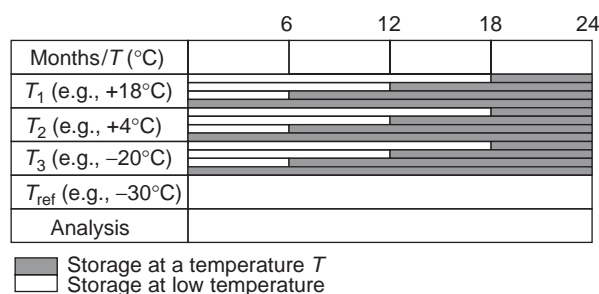 6 12 18 24
Months/T (°C)
T1 (e.g., +18°C)
T2 (e.g., +4°C)
T3 (e.g., −20°C)
Tref (e.g., −30°C)
Analysis
Storage at a temperature T
Storage at low temperature